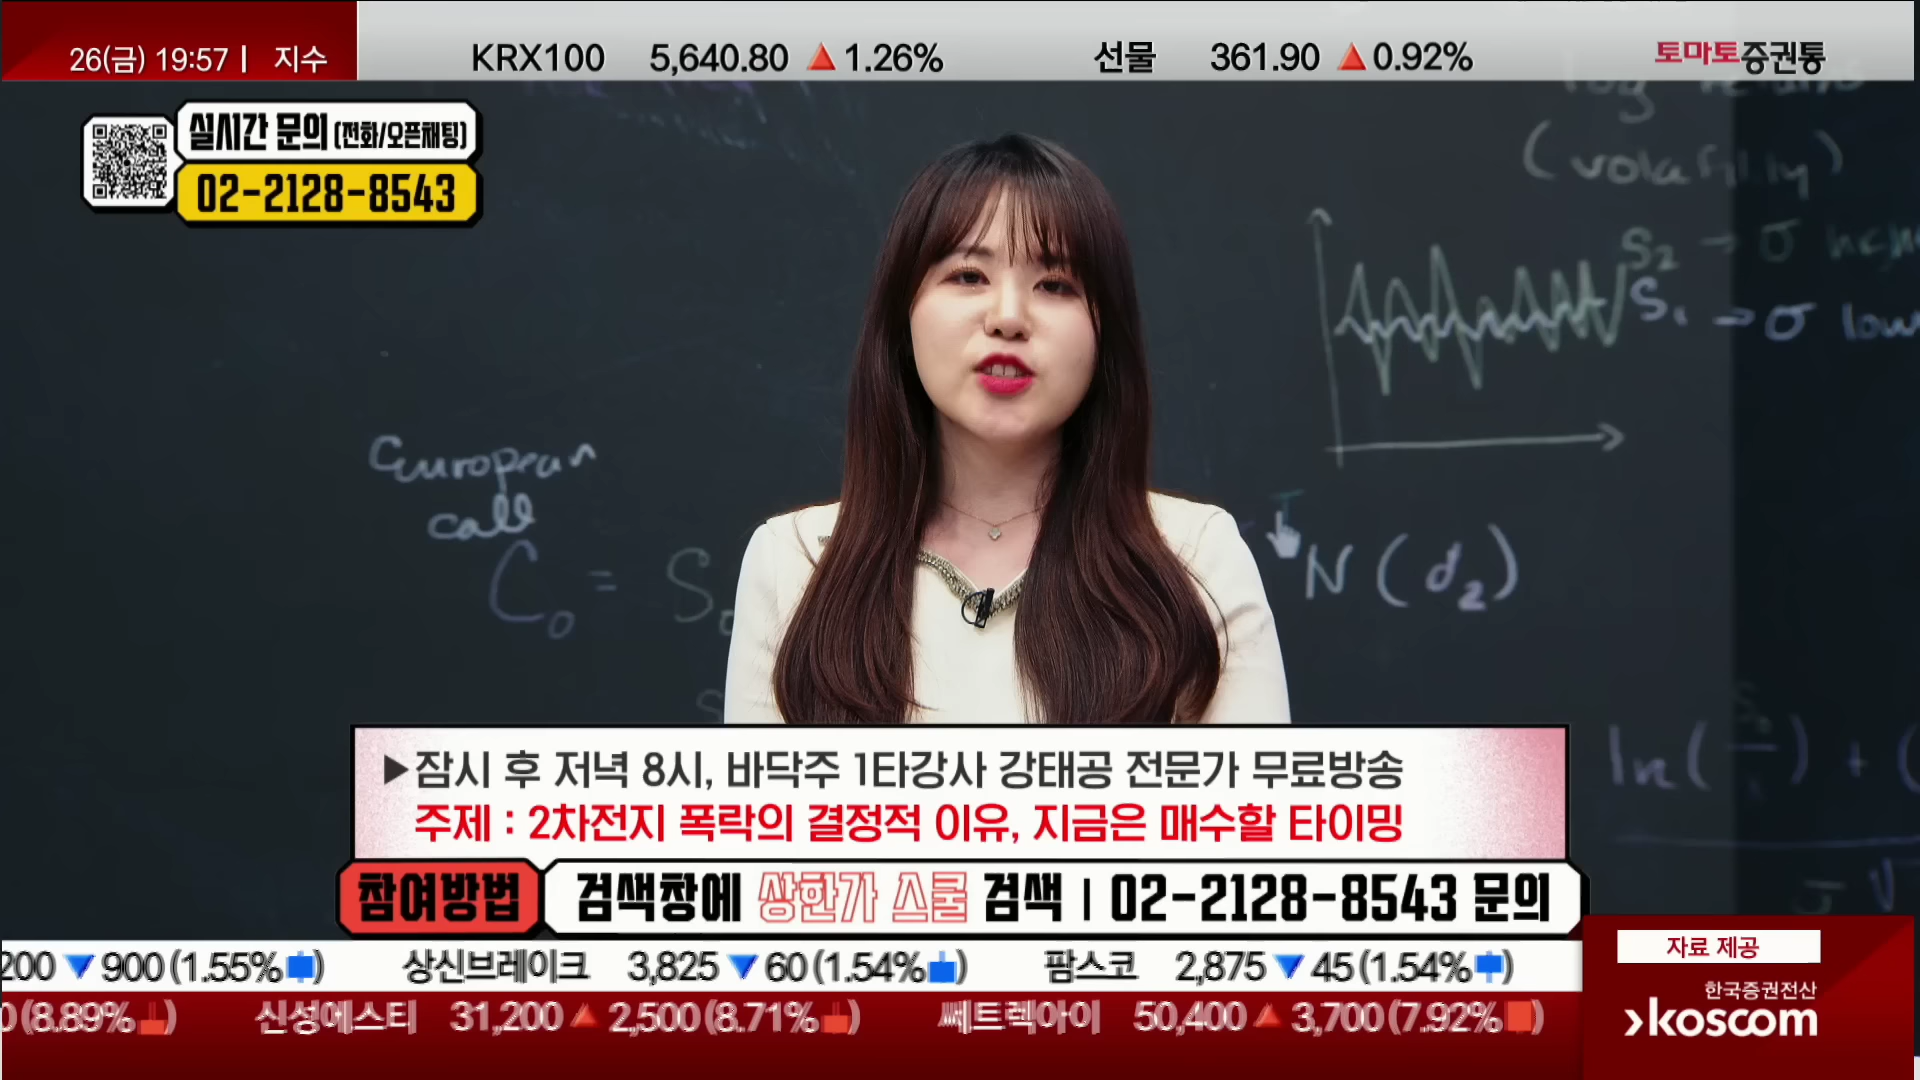 26(금) 19:57 | 지수 KRX100 5,640.80 ▲1.26% 선물 361.90 ▲0.92% 토마토증권통
실시간 문의 (전화/오픈채팅)
02-2128-8543
(volatility)
S2 → σ
S1 → σ low
European
call
C0 = S0
N(d2)
ln(
▶잠시 후 저녁 8시, 바닥주 1타강사 강태공 전문가 무료방송
주제 : 2차전지 폭락의 결정적 이유, 지금은 매수할 타이밍
참여방법 검색창에 상한가 스쿨 검색 | 02-2128-8543 문의
200 ▼900(1.55%) 상신브레이크 3,825 ▼60(1.54%) 팜스코 2,875 ▼45(1.54%)
0(8.89%) 신성에스티 31,200 ▲2,500(8.71%) 쎄트렉아이 50,400 ▲3,700(7.92%)
자료 제공
한국증권전산
koscom